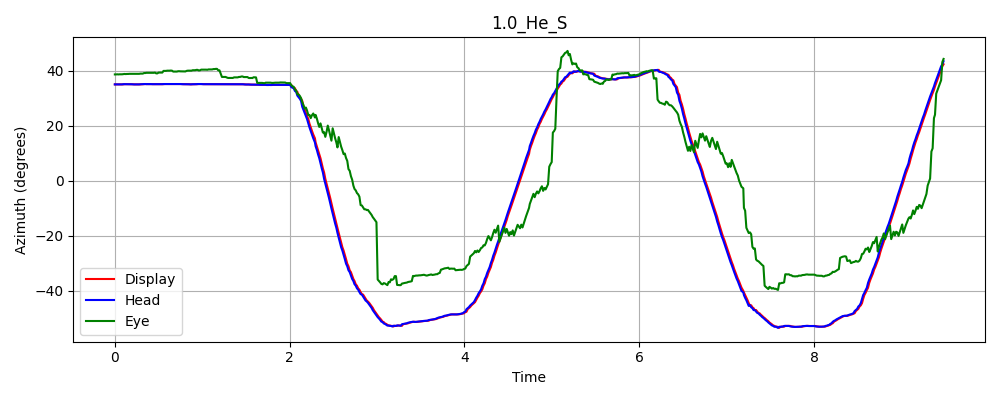 1.0_He_S
Azimuth (degrees)
40
20
0
−20
−40
Display
Head
Eye
0 2 4 6 8
Time